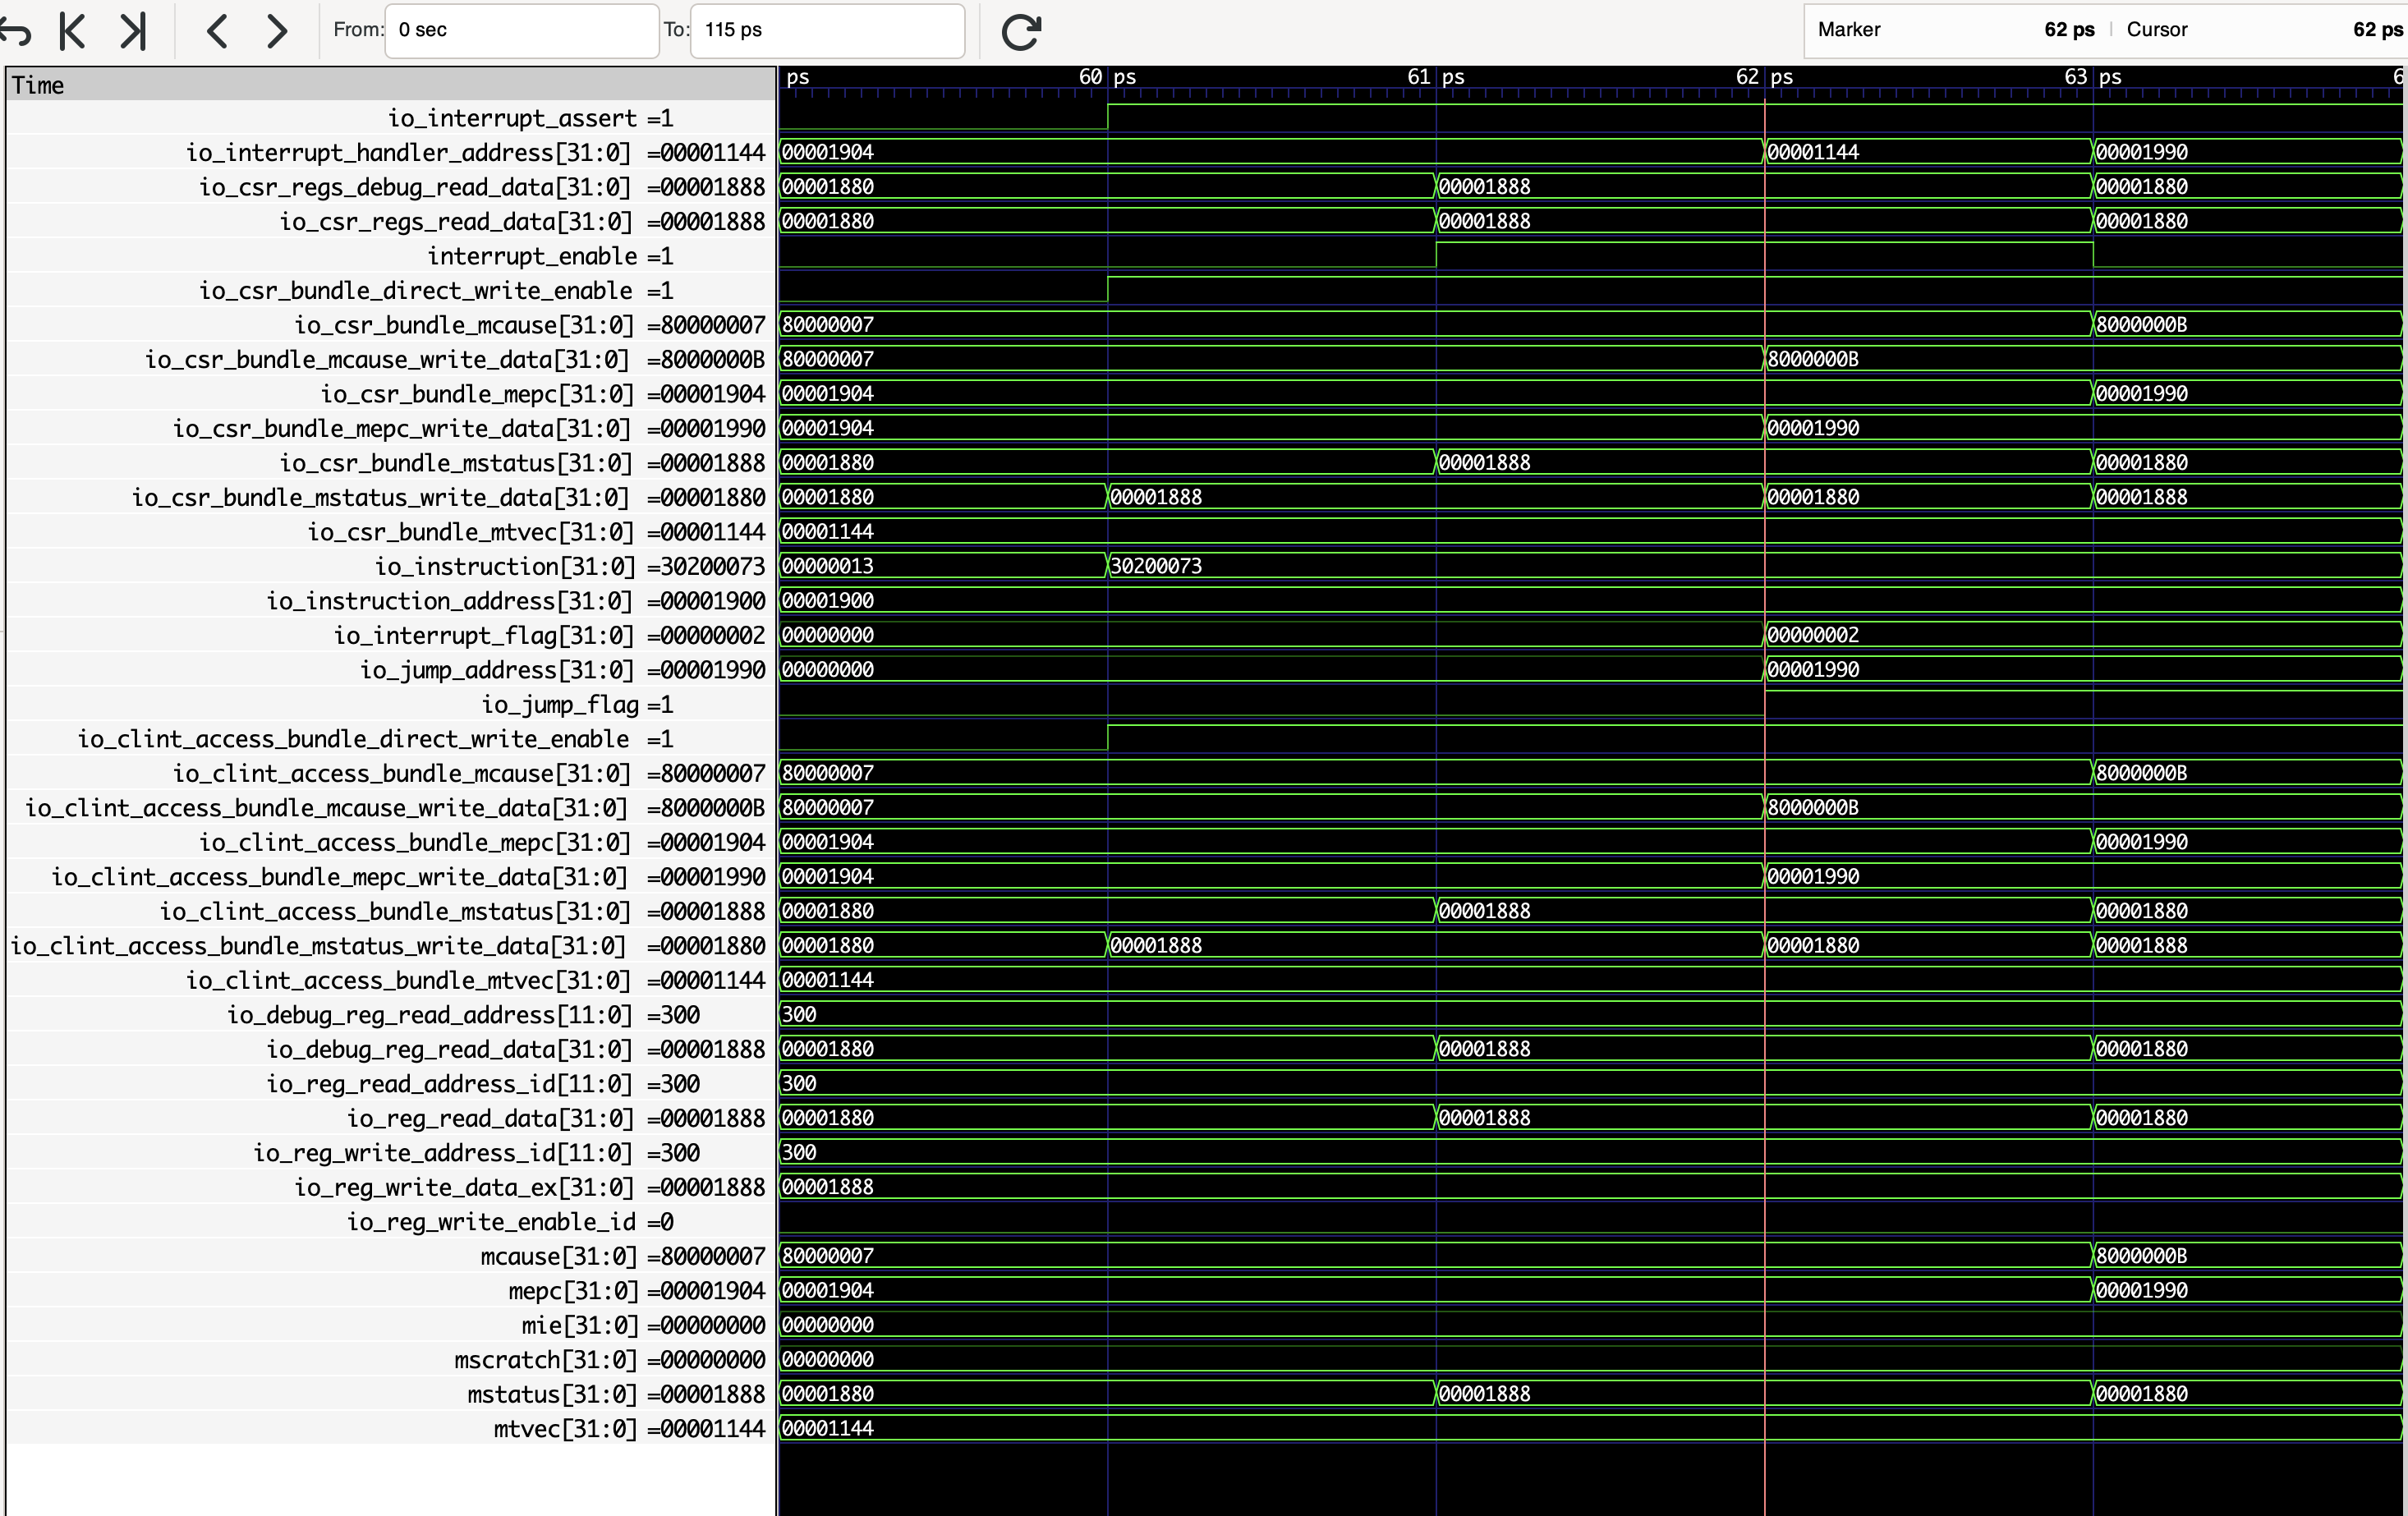 From: 0 sec To: 115 ps Marker 62 ps | Cursor 62 ps
Time ps 60 ps 61 ps 62 ps 63 ps 6
io_interrupt_assert =1
io_interrupt_handler_address[31:0] =00001144 00001904 00001144 00001990
io_csr_regs_debug_read_data[31:0] =00001888 00001880 00001888 00001880
io_csr_regs_read_data[31:0] =00001888 00001880 00001888 00001880
interrupt_enable =1
io_csr_bundle_direct_write_enable =1
io_csr_bundle_mcause[31:0] =80000007 80000007 8000000B
io_csr_bundle_mcause_write_data[31:0] =8000000B 80000007 8000000B
io_csr_bundle_mepc[31:0] =00001904 00001904 00001990
io_csr_bundle_mepc_write_data[31:0] =00001990 00001904 00001990
io_csr_bundle_mstatus[31:0] =00001888 00001880 00001888 00001880
io_csr_bundle_mstatus_write_data[31:0] =00001880 00001880 00001888 00001880 00001888
io_csr_bundle_mtvec[31:0] =00001144 00001144
io_instruction[31:0] =30200073 00000013 30200073
io_instruction_address[31:0] =00001900 00001900
io_interrupt_flag[31:0] =00000002 00000000 00000002
io_jump_address[31:0] =00001990 00000000 00001990
io_jump_flag =1
io_clint_access_bundle_direct_write_enable =1
io_clint_access_bundle_mcause[31:0] =80000007 80000007 8000000B
io_clint_access_bundle_mcause_write_data[31:0] =8000000B 80000007 8000000B
io_clint_access_bundle_mepc[31:0] =00001904 00001904 00001990
io_clint_access_bundle_mepc_write_data[31:0] =00001990 00001904 00001990
io_clint_access_bundle_mstatus[31:0] =00001888 00001880 00001888 00001880
io_clint_access_bundle_mstatus_write_data[31:0] =00001880 00001880 00001888 00001880 00001888
io_clint_access_bundle_mtvec[31:0] =00001144 00001144
io_debug_reg_read_address[11:0] =300 300
io_debug_reg_read_data[31:0] =00001888 00001880 00001888 00001880
io_reg_read_address_id[11:0] =300 300
io_reg_read_data[31:0] =00001888 00001880 00001888 00001880
io_reg_write_address_id[11:0] =300 300
io_reg_write_data_ex[31:0] =00001888 00001888
io_reg_write_enable_id =0
mcause[31:0] =80000007 80000007 8000000B
mepc[31:0] =00001904 00001904 00001990
mie[31:0] =00000000 00000000
mscratch[31:0] =00000000 00000000
mstatus[31:0] =00001888 00001880 00001888 00001880
mtvec[31:0] =00001144 00001144